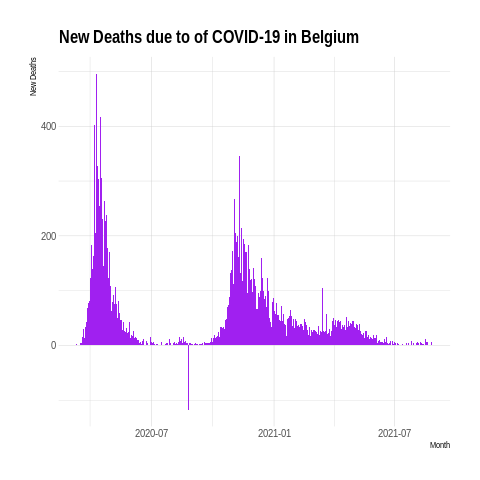 New Deaths due to of COVID-19 in Belgium
New Deaths
400
200
0
2020-07
2021-01
2021-07
Month